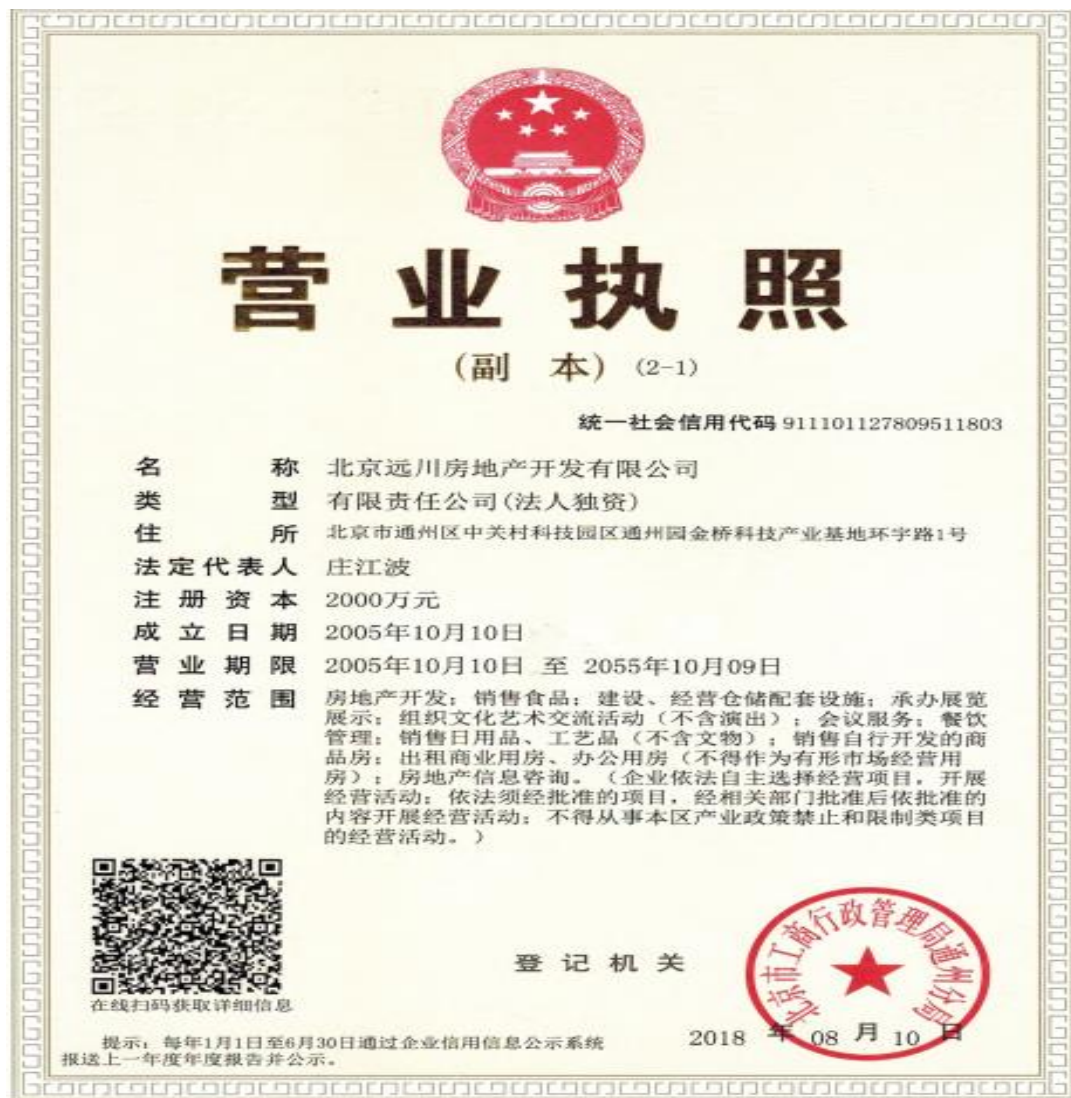 营业执照
(副 本) (2-1)
统一社会信用代码 911101127809511803
名 称 北京远川房地产开发有限公司
类 型 有限责任公司(法人独资)
住 所 北京市通州区中关村科技园区通州园金桥科技产业基地环宇路1号
法定代表人 庄江波
注册资本 2000万元
成立日期 2005年10月10日
营业期限 2005年10月10日 至 2055年10月09日
经营范围 房地产开发；销售食品；建设、经营仓储配套设施；承办展览
展示；组织文化艺术交流活动（不含演出）；会议服务；餐饮
管理；销售日用品、工艺品（不含文物）；销售自行开发的商
品房；出租商业用房、办公用房（不得作为有形市场经营用
房）；房地产信息咨询。（企业依法自主选择经营项目，开展
经营活动；依法须经批准的项目，经相关部门批准后依批准的
内容开展经营活动；不得从事本区产业政策禁止和限制类项目
的经营活动。）
在线扫码获取详细信息
登记机关
北京市工商行政管理局通州分局
2018 年 08 月 10 日
提示：每年1月1日至6月30日通过企业信用信息公示系统
报送上一年度年度报告并公示。